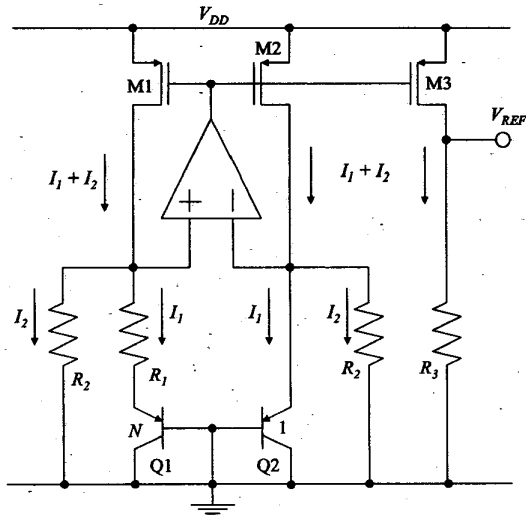 V_DD
M1
M2
M3
V_REF
I_1 + I_2
I_1 + I_2
+
−
I_2
I_1
I_1
I_2
R_2
R_1
R_2
R_3
N
1
Q1
Q2